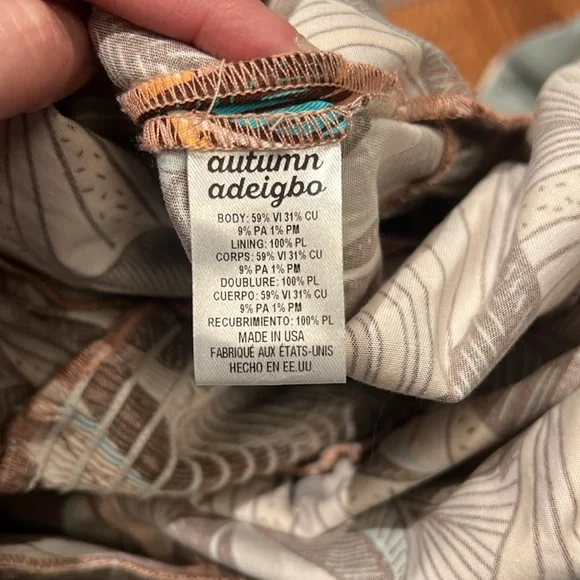 autumn
adeigbo
BODY: 59% VI 31% CU
9% PA 1% PM
LINING: 100% PL
CORPS: 59% VI 31% CU
9% PA 1% PM
DOUBLURE: 100% PL
CUERPO: 59% VI 31% CU
9% PA 1% PM
RECUBRIMIENTO: 100% PL
MADE IN USA
FABRIQUÉ AUX ÉTATS-UNIS
HECHO EN EE.UU.